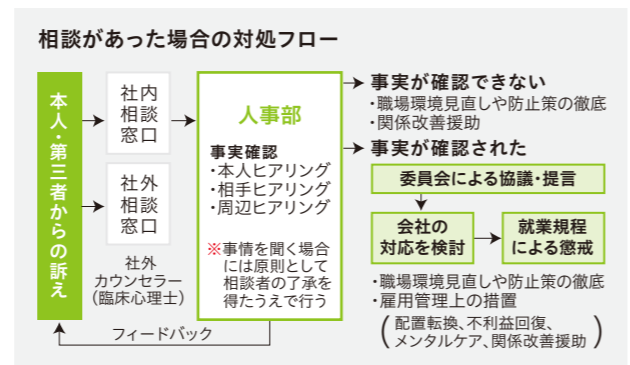 相談があった場合の対処フロー
本人・第三者からの訴え
社内
相談
窓口
社外
相談
窓口
社外
カウンセラー
(臨床心理士)
人事部
事実確認
・本人ヒアリング
・相手ヒアリング
・周辺ヒアリング
※事情を聞く場合
には原則として
相談者の了承を
得たうえで行う
フィードバック
事実が確認できない
・職場環境見直しや防止策の徹底
・関係改善援助
事実が確認された
委員会による協議・提言
会社の
対応を検討
就業規程
による懲戒
・職場環境見直しや防止策の徹底
・雇用管理上の措置
(配置転換、不利益回復、
メンタルケア、関係改善援助)